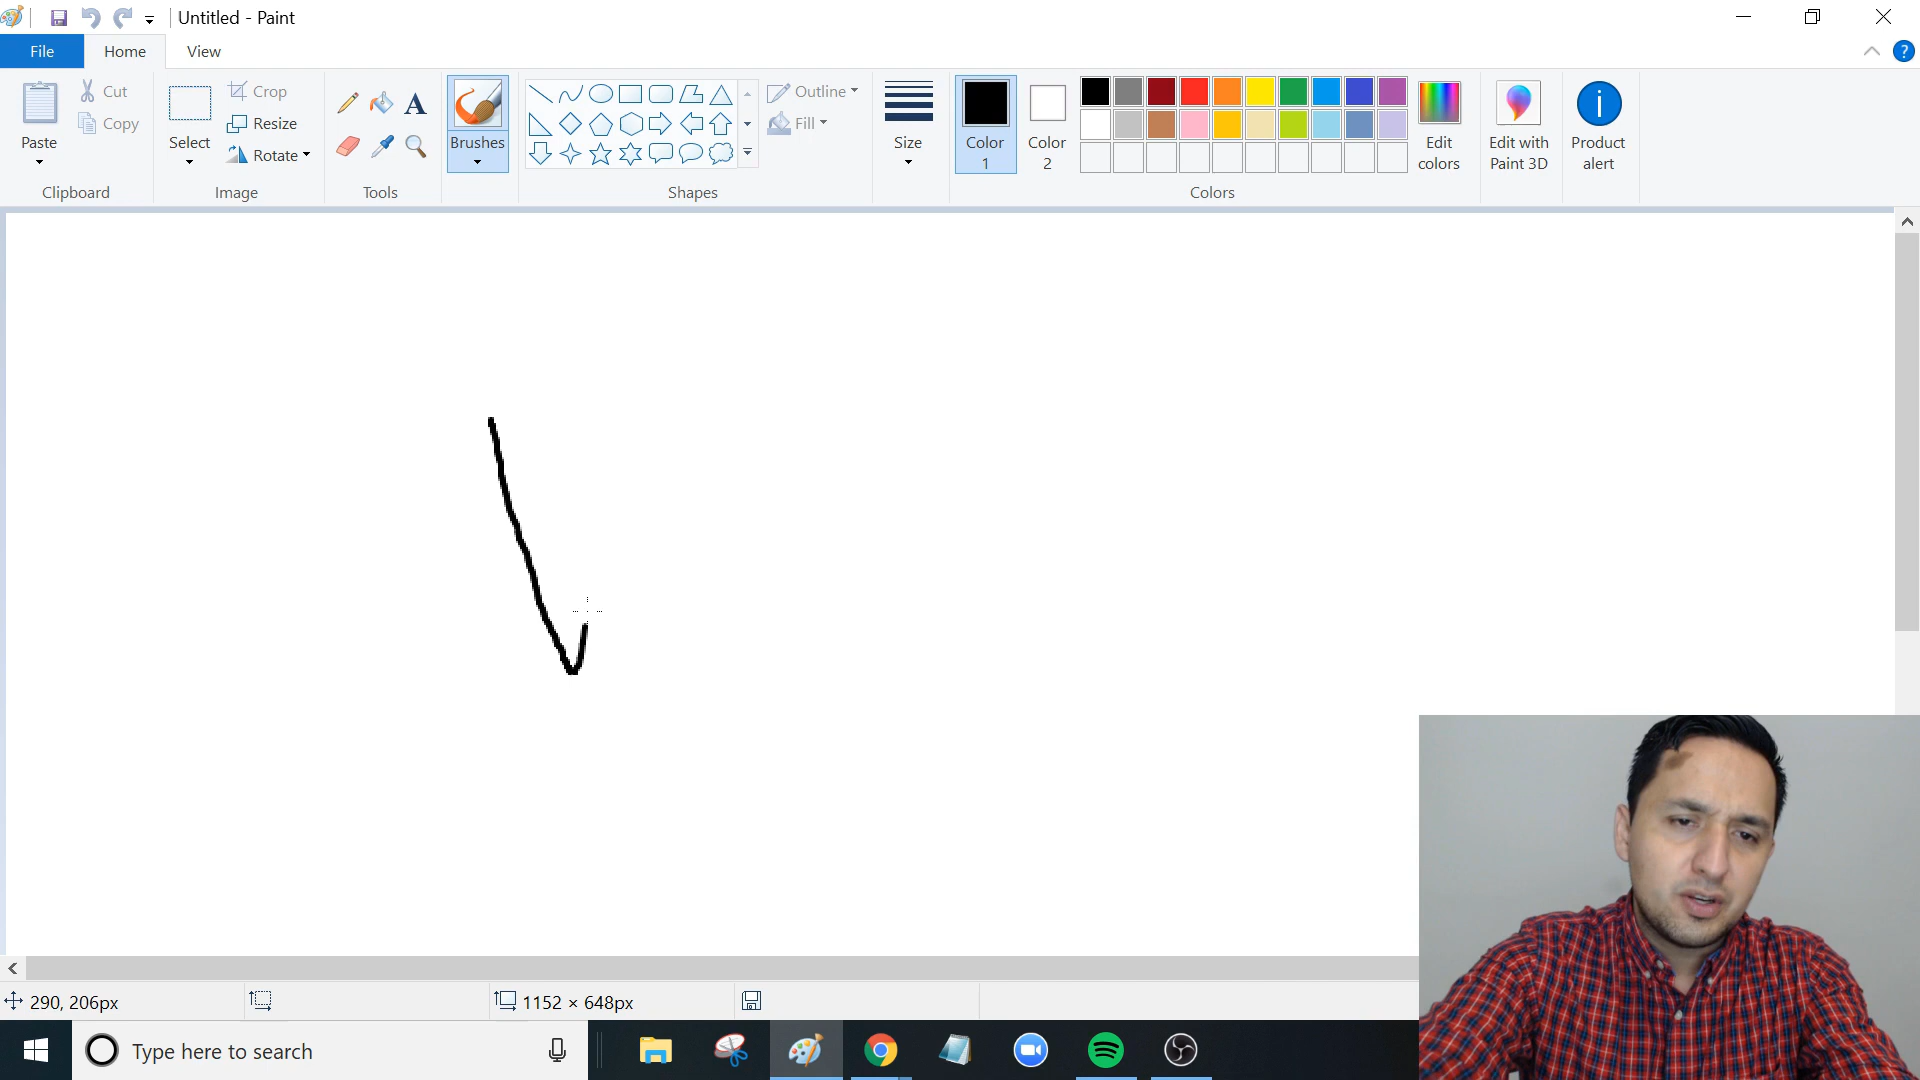 Untitled - Paint
File Home View
Paste
Cut
Copy
Clipboard
Select
Crop
Resize
Rotate
Image
A
Tools
Brushes
Outline
Fill
Shapes
Size
Color 1
Color 2
Edit colors
Colors
Edit with Paint 3D
Product alert
290, 206px
1152 × 648px
Type here to search